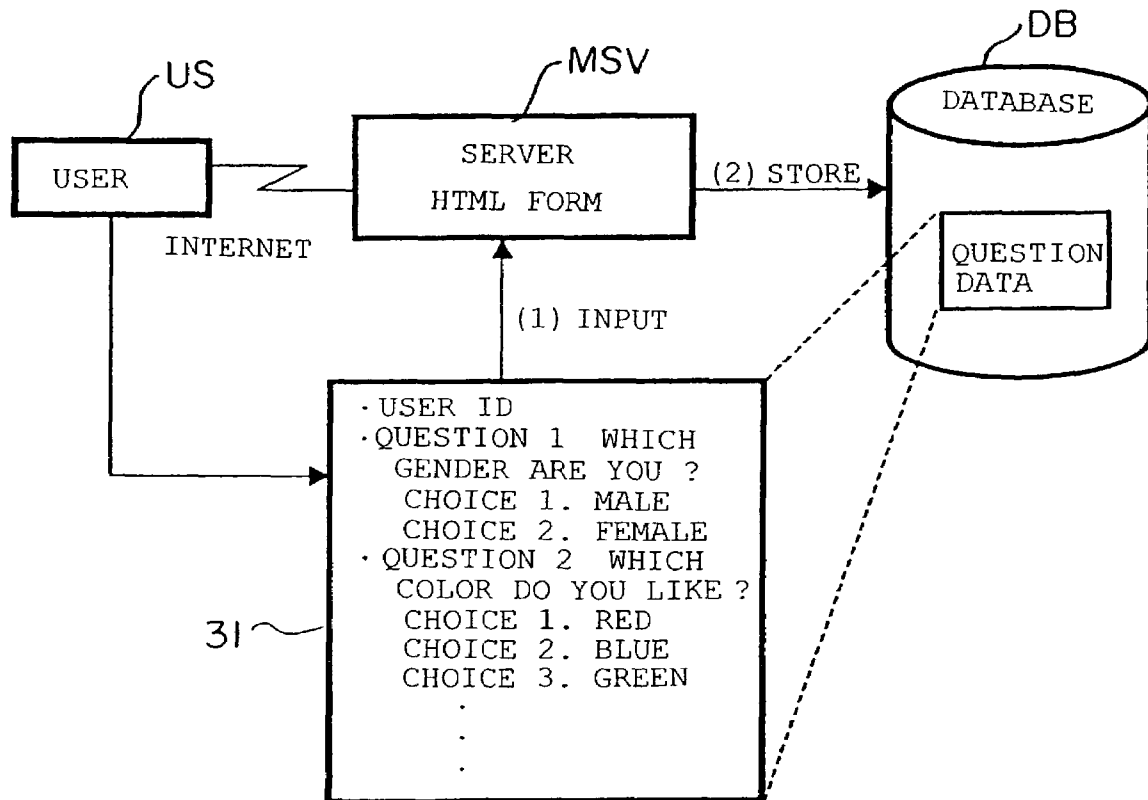 US
MSV
DB
USER
INTERNET
SERVER
HTML FORM
(2) STORE
DATABASE
QUESTION
DATA
(1) INPUT
· USER ID
· QUESTION 1 WHICH
GENDER ARE YOU ?
CHOICE 1. MALE
CHOICE 2. FEMALE
· QUESTION 2 WHICH
COLOR DO YOU LIKE ?
CHOICE 1. RED
CHOICE 2. BLUE
CHOICE 3. GREEN
.
.
.
31